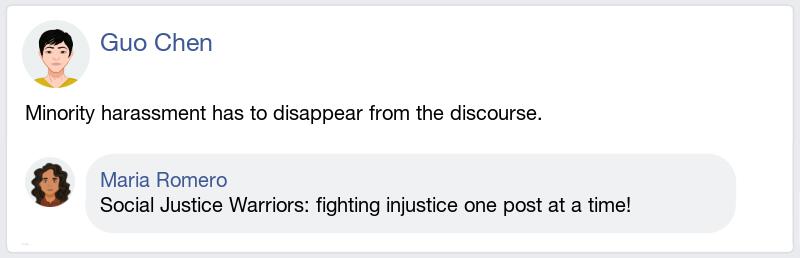 Guo Chen
Minority harassment has to disappear from the discourse.
Maria Romero
Social Justice Warriors: fighting injustice one post at a time!